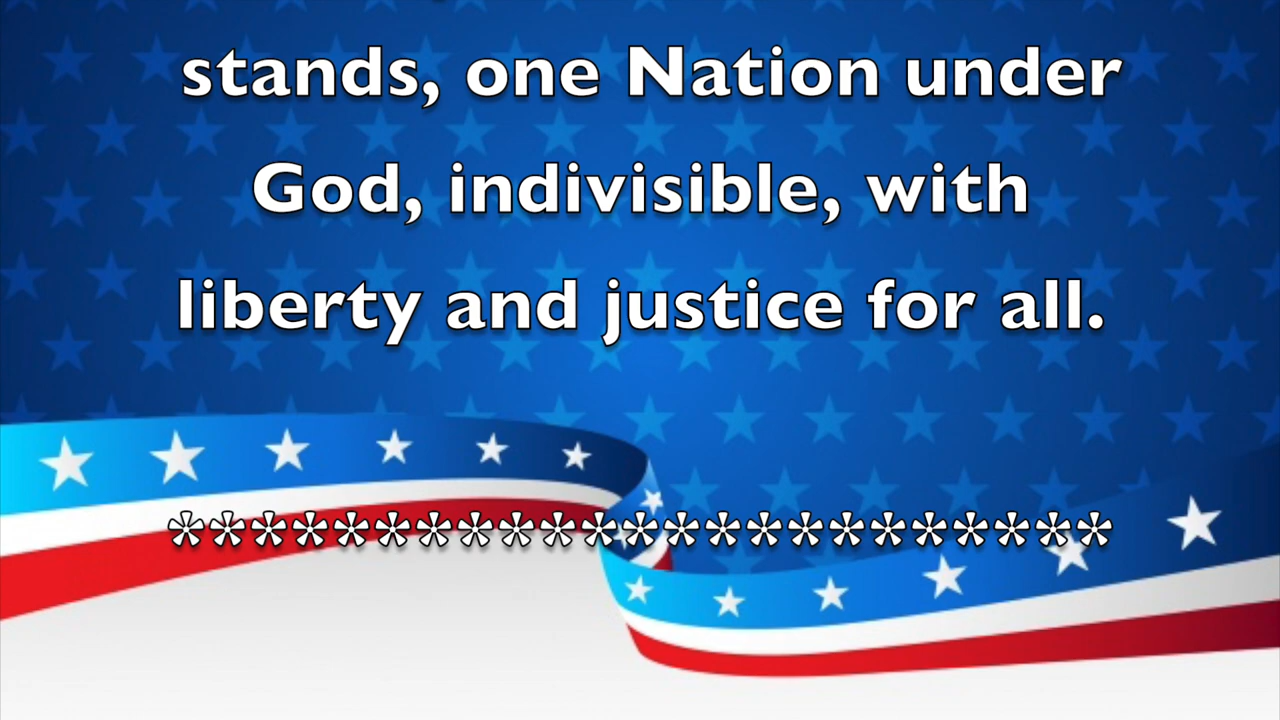 stands, one Nation under
God, indivisible, with
liberty and justice for all.
***********************